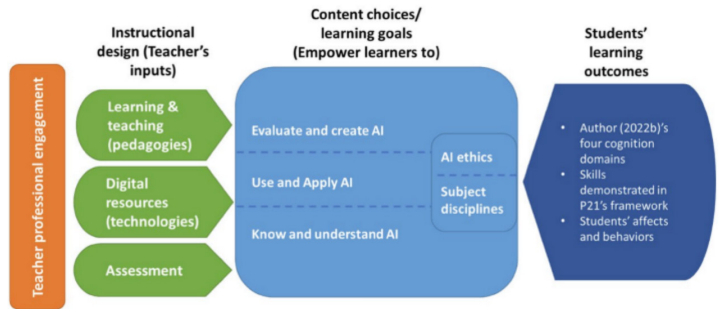 Instructional
design (Teacher's
inputs)
Content choices/
learning goals
(Empower learners to)
Students'
learning
outcomes
Teacher professional engagement
Learning &
teaching
(pedagogies)
Digital
resources
(technologies)
Assessment
Evaluate and create AI
Use and Apply AI
Know and understand AI
AI ethics
Subject
disciplines
• Author (2022b)'s
four cognition
domains
• Skills
demonstrated in
P21's framework
• Students' affects
and behaviors